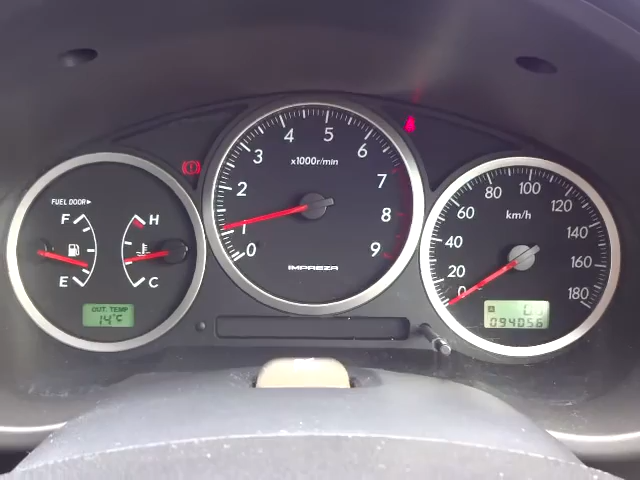 FUEL DOOR ▶
F
E
H
C
OUT. TEMP
14°C
0 1 2 3 4 5 6 7 8 9
x1000r/min
IMPREZA
0 20 40 60 80 100 120 140 160 180
km/h
094056